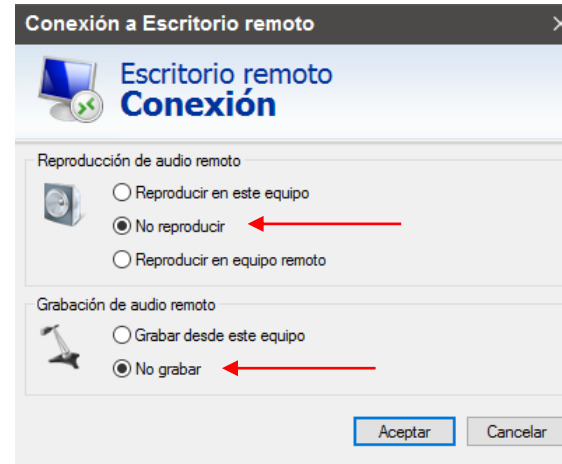 Conexión a Escritorio remoto
Escritorio remoto
Conexión
Reproducción de audio remoto
Reproducir en este equipo
No reproducir
Reproducir en equipo remoto
Grabación de audio remoto
Grabar desde este equipo
No grabar
Aceptar Cancelar